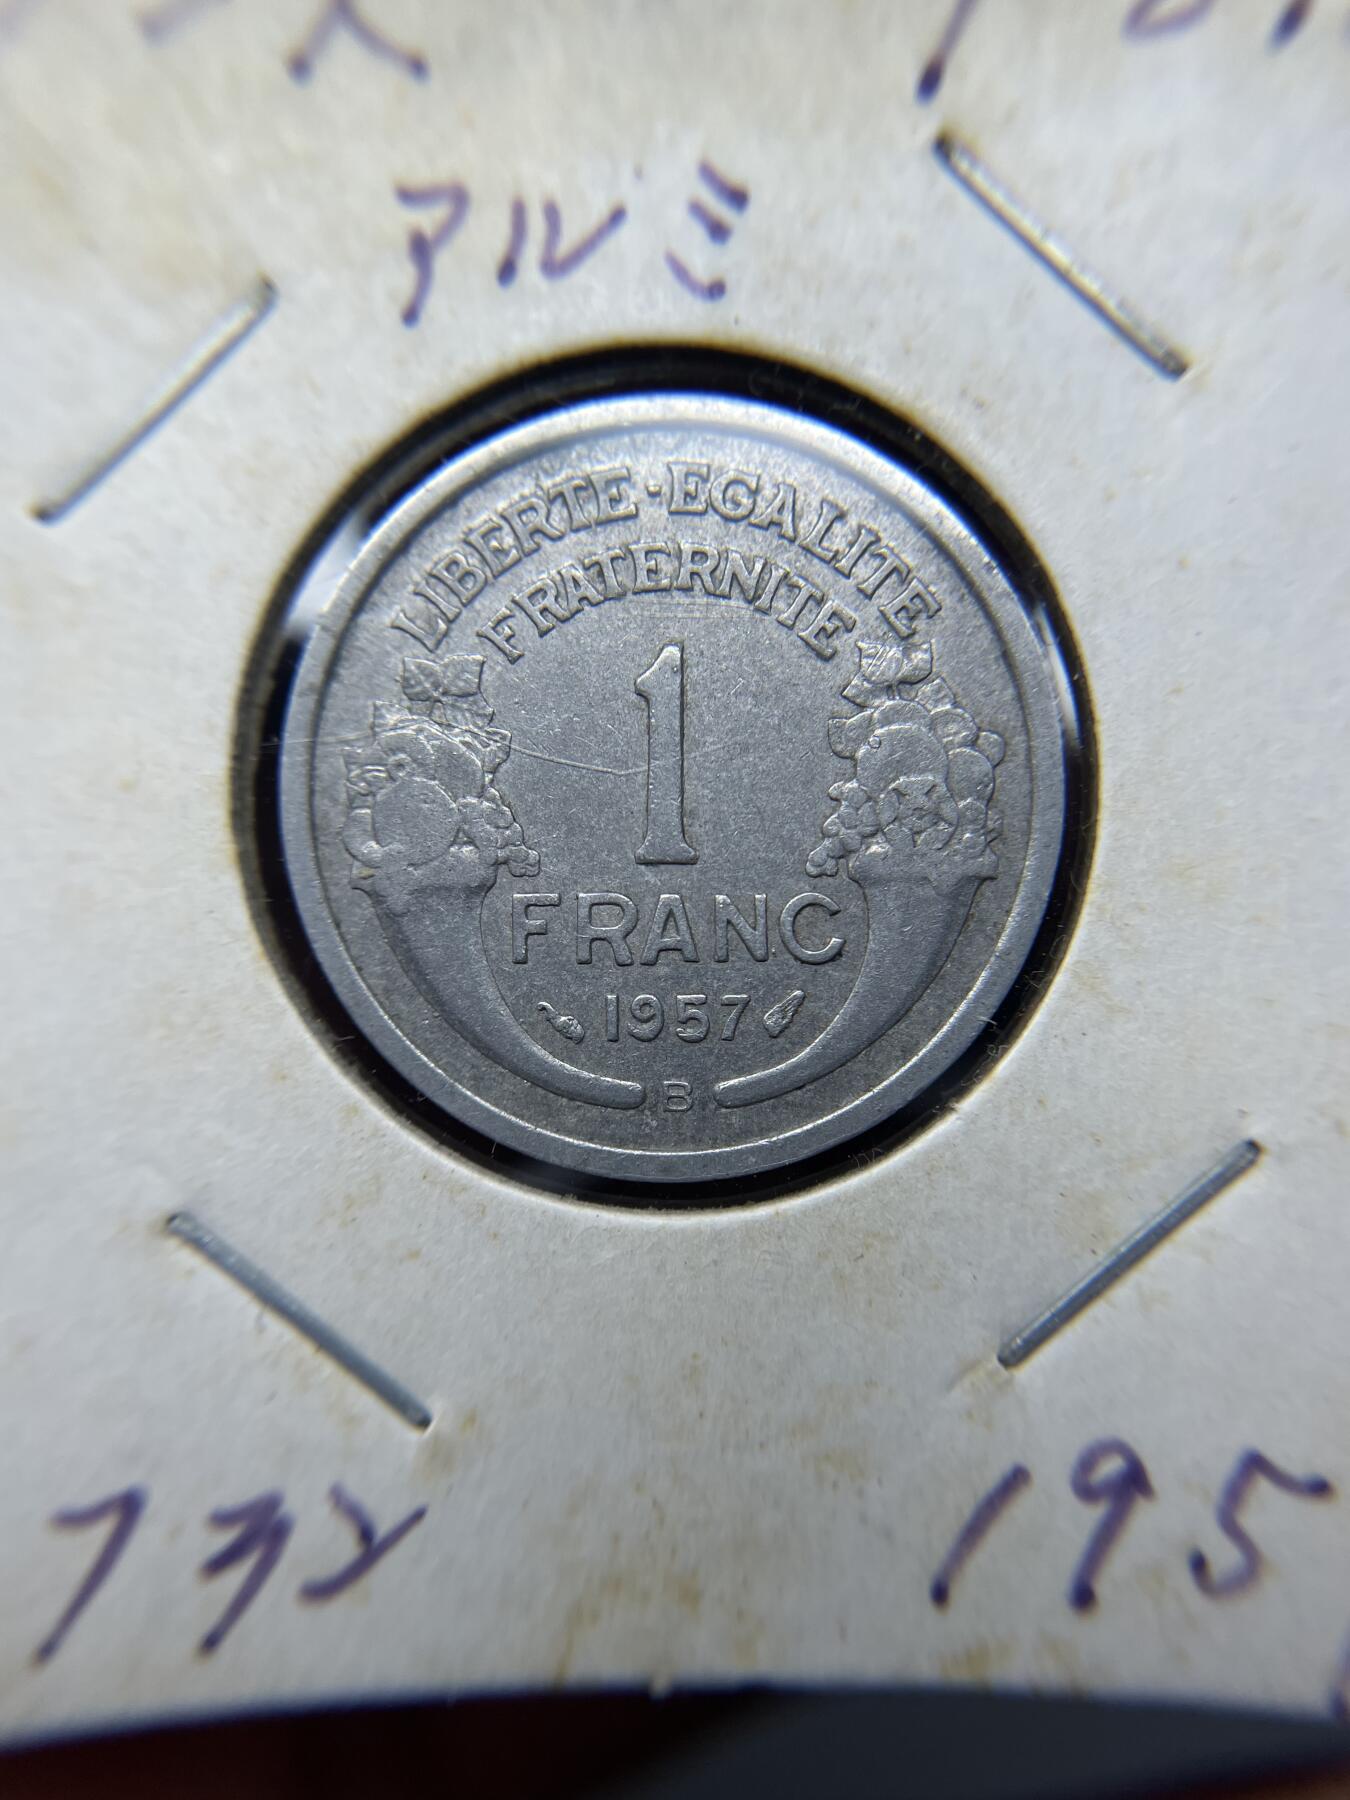 アルミ
LIBERTE·EGALITE
FRATERNITE
1
FRANC
1957
B
フラン
195